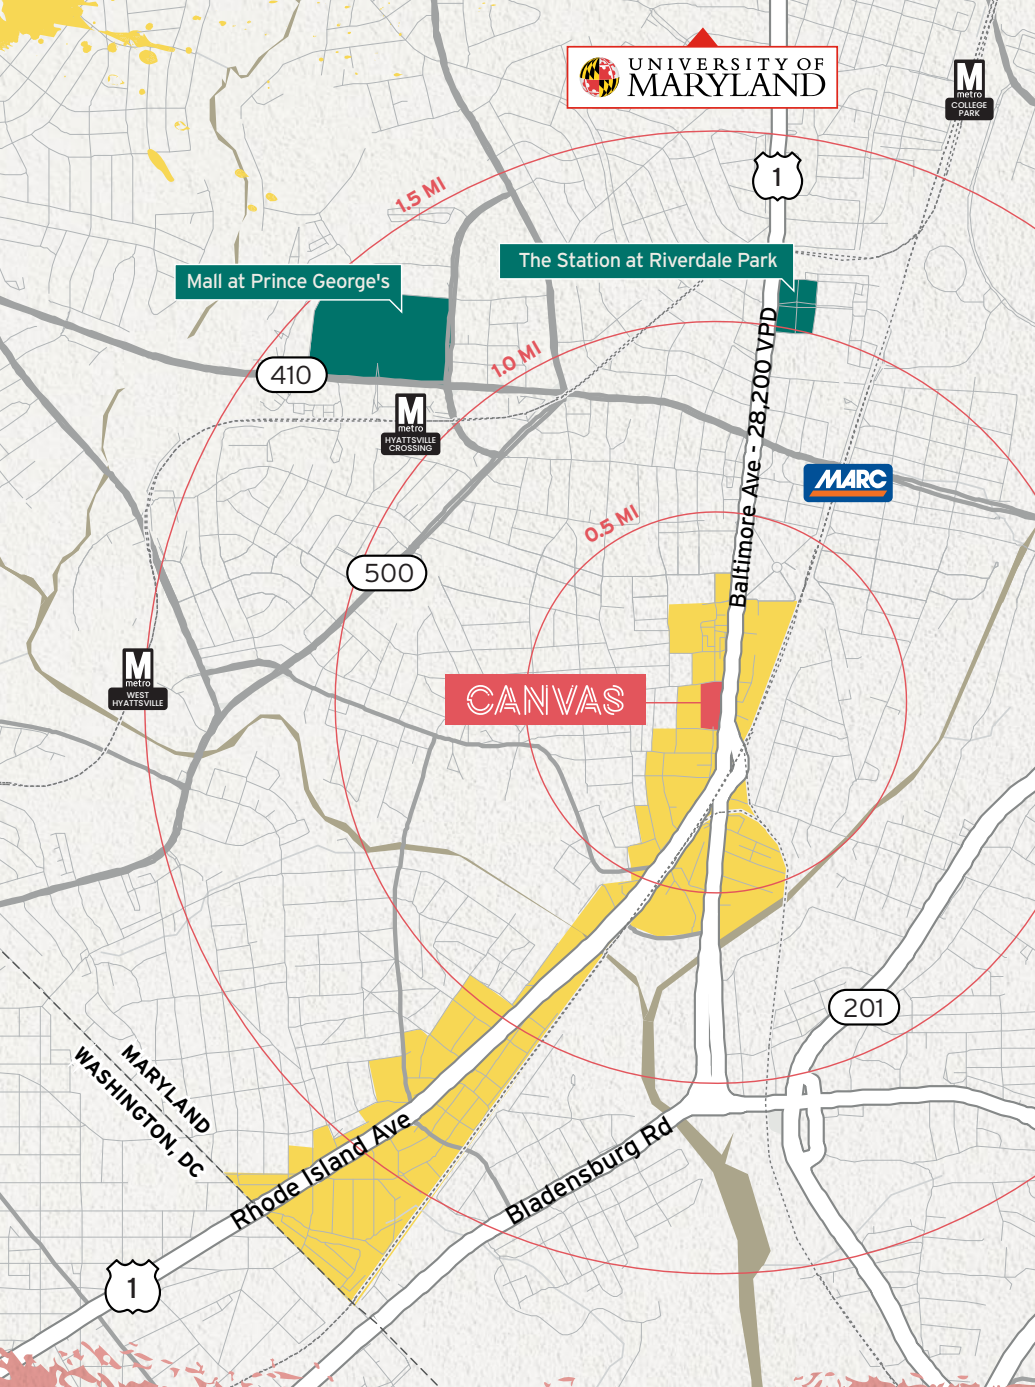 UNIVERSITY OF
MARYLAND
M
metro
COLLEGE
PARK
1
1.5 MI
The Station at Riverdale Park
Mall at Prince George's
1.0 MI
410
M
metro
HYATTSVILLE
CROSSING
Baltimore Ave - 28,200 VPD
MARC
0.5 MI
500
M
metro
WEST
HYATTSVILLE
CANVAS
201
MARYLAND
WASHINGTON, DC
Rhode Island Ave
Bladensburg Rd
1